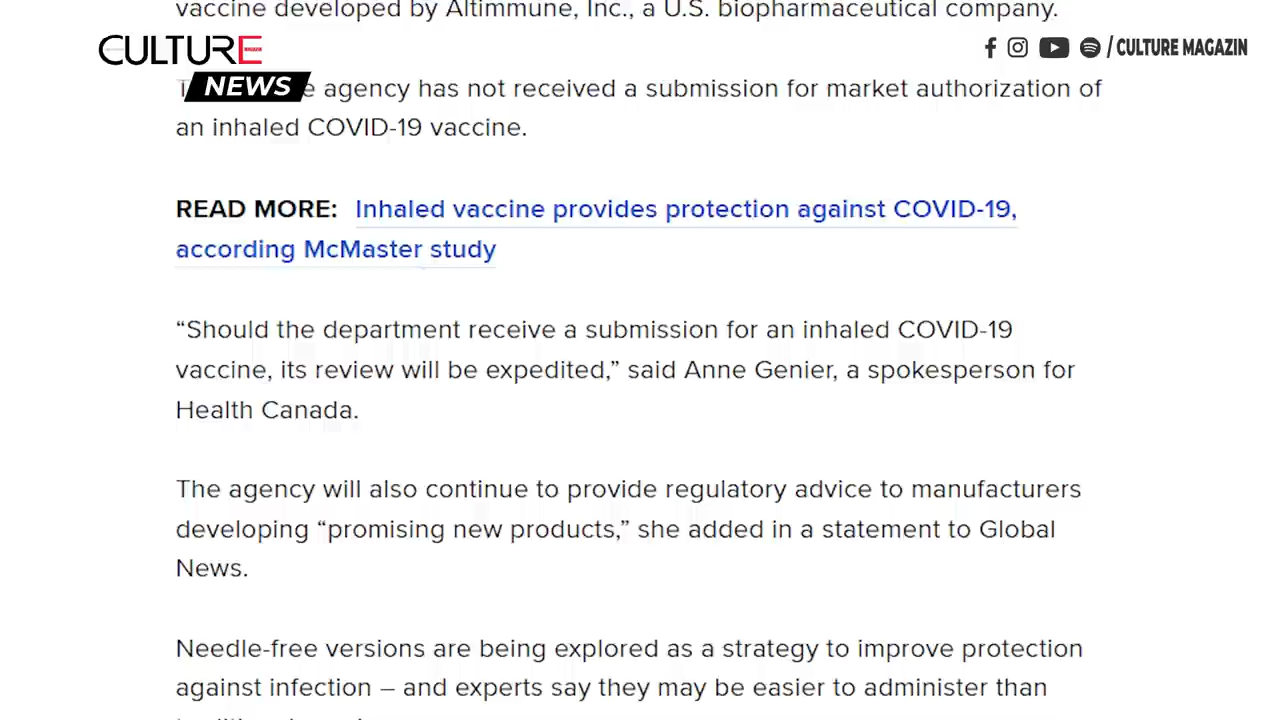 vaccine developed by Altimmune, Inc., a U.S. biopharmaceutical company.
CULTURE
NEWS
/ CULTURE MAGAZIN
agency has not received a submission for market authorization of
an inhaled COVID-19 vaccine.
READ MORE: Inhaled vaccine provides protection against COVID-19,
according McMaster study
“Should the department receive a submission for an inhaled COVID-19
vaccine, its review will be expedited,” said Anne Genier, a spokesperson for
Health Canada.
The agency will also continue to provide regulatory advice to manufacturers
developing “promising new products,” she added in a statement to Global
News.
Needle-free versions are being explored as a strategy to improve protection
against infection – and experts say they may be easier to administer than